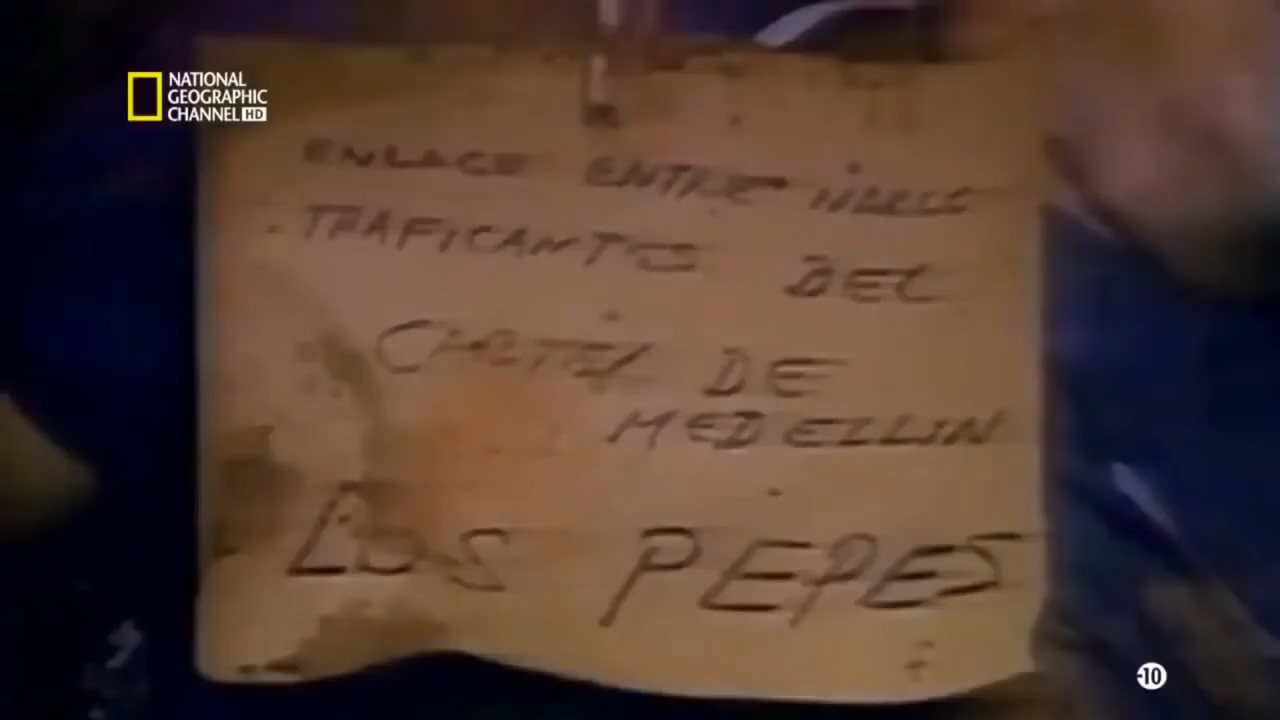 NATIONAL
GEOGRAPHIC
CHANNEL HD
ENLACE ENTRE
TRAFICANTES DEL
CARTEL DE
MEDELLIN
LOS PEPES
-10